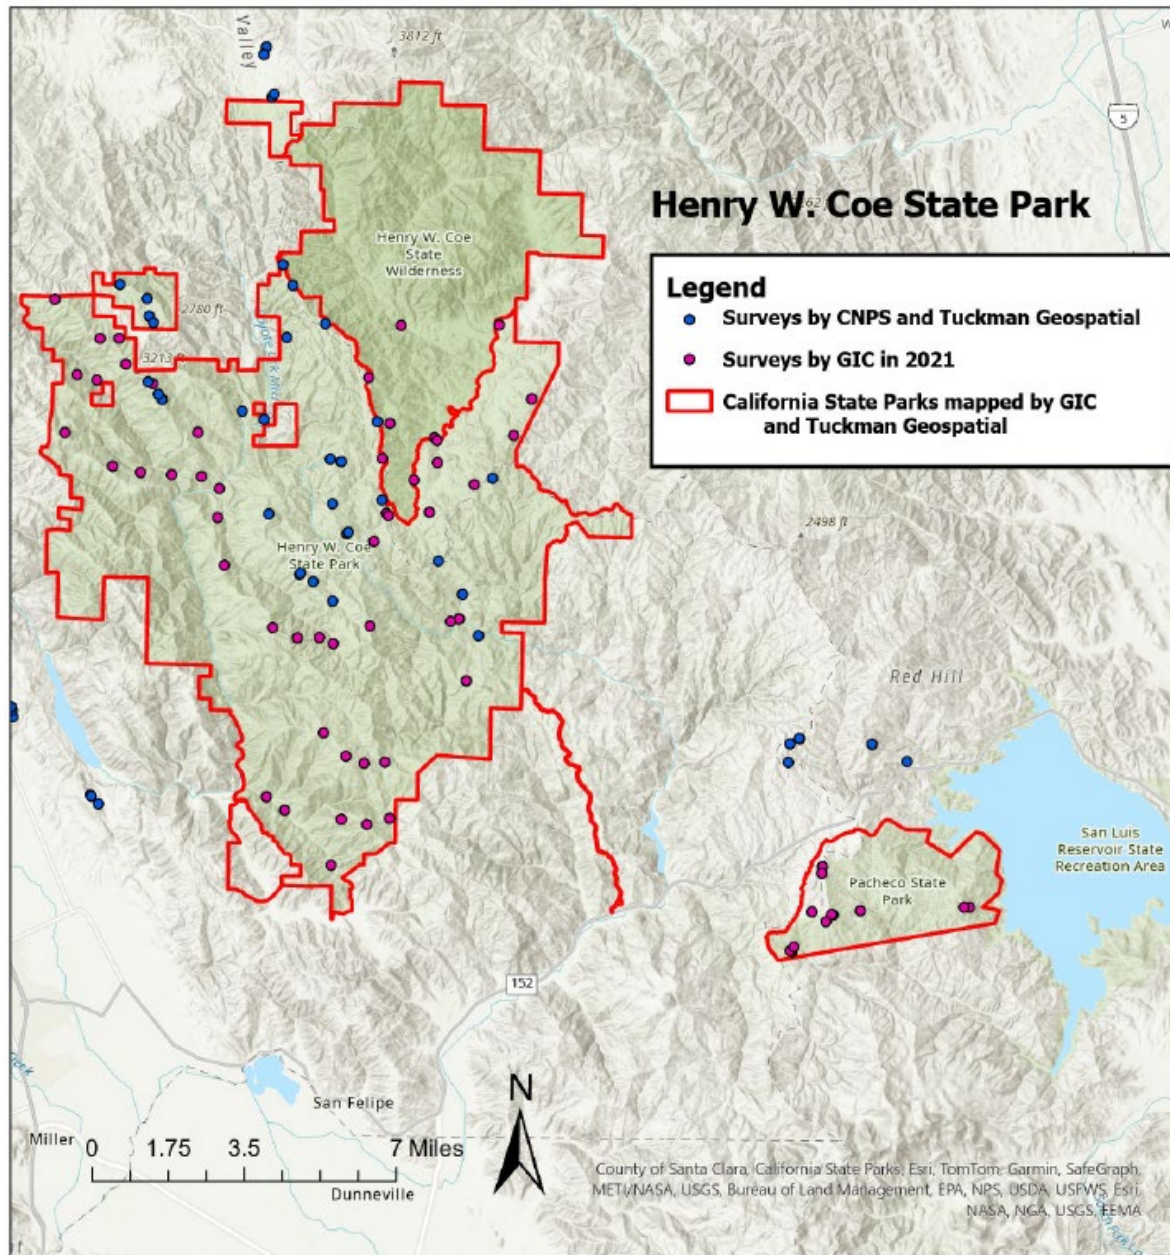 Valley
3812 ft
5
Henry W. Coe State Park
Henry W. Coe
State
Wilderness
Legend
Surveys by CNPS and Tuckman Geospatial
Surveys by GIC in 2021
California State Parks mapped by GIC
and Tuckman Geospatial
2780 ft
3213 ft
2498 ft
Henry W. Coe
State Park
Red Hill
San Luis
Reservoir State
Recreation Area
Pacheco State
Park
152
N
San Felipe
Miller
0 1.75 3.5 7 Miles
Dunneville
County of Santa Clara, California State Parks, Esri, TomTom, Garmin, SafeGraph,
METI/NASA, USGS, Bureau of Land Management, EPA, NPS, USDA, USFWS, Esri,
NASA, NGA, USGS, FEMA